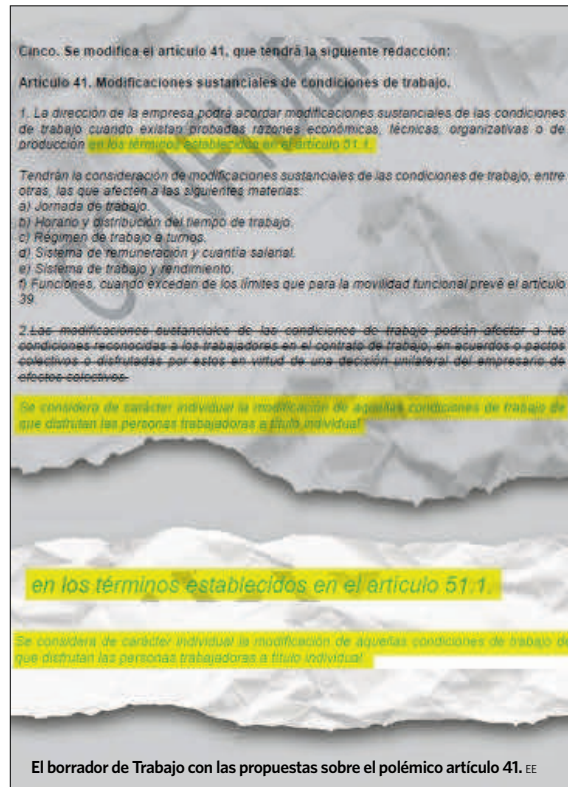 Cinco. Se modifica el artículo 41, que tendrá la siguiente redacción:
Artículo 41. Modificaciones sustanciales de condiciones de trabajo.
1. La dirección de la empresa podrá acordar modificaciones sustanciales de las condiciones
de trabajo cuando existan probadas razones económicas, técnicas, organizativas o de
producción en los términos establecidos en el artículo 51.1.
Tendrán la consideración de modificaciones sustanciales de las condiciones de trabajo, entre
otras, las que afecten a las siguientes materias:
a) Jornada de trabajo.
b) Horario y distribución del tiempo de trabajo.
c) Régimen de trabajo a turnos.
d) Sistema de remuneración y cuantía salarial.
e) Sistema de trabajo y rendimiento.
f) Funciones, cuando excedan de los límites que para la movilidad funcional prevé el artículo
39.
2.Las modificaciones sustanciales de las condiciones de trabajo podrán afectar a las
condiciones reconocidas a los trabajadores en el contrato de trabajo, en acuerdos o pactos
colectivos o disfrutadas por estos en virtud de una decisión unilateral del empresario de
efectos colectivos.
Se considera de carácter individual la modificación de aquellas condiciones de trabajo de
que disfrutan las personas trabajadoras a título individual
en los términos establecidos en el artículo 51.1.
Se considera de carácter individual la modificación de aquellas condiciones de trabajo de
que disfrutan las personas trabajadoras a título individual
El borrador de Trabajo con las propuestas sobre el polémico artículo 41. EE